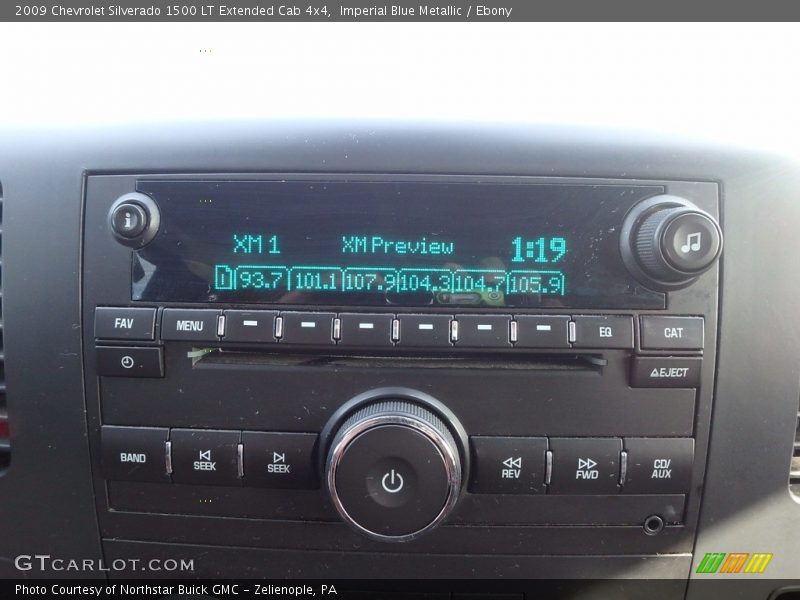 2009 Chevrolet Silverado 1500 LT Extended Cab 4x4, Imperial Blue Metallic / Ebony
i
XM 1 XM Preview 1:19
D 93.7 101.1 107.9 104.3 104.7 105.9
FAV MENU EQ CAT
EJECT
BAND SEEK SEEK REV FWD CD/AUX
GTCARLOT.COM
Photo Courtesy of Northstar Buick GMC – Zelienople, PA